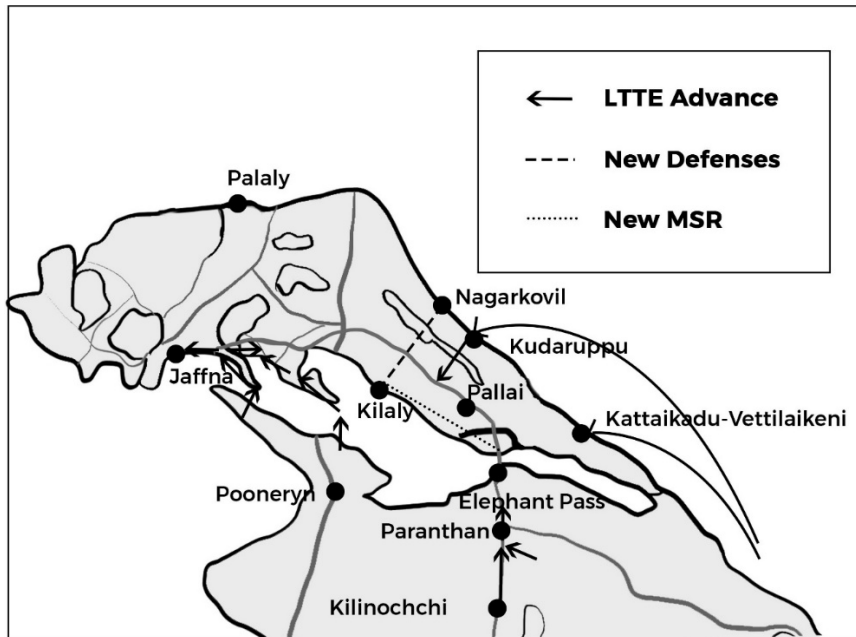 LTTE Advance
New Defenses
New MSR
Palaly
Nagarkovil
Kudaruppu
Jaffna
Kilaly
Pallai
Kattaikadu-Vettilaikeni
Pooneryn
Elephant Pass
Paranthan
Kilinochchi